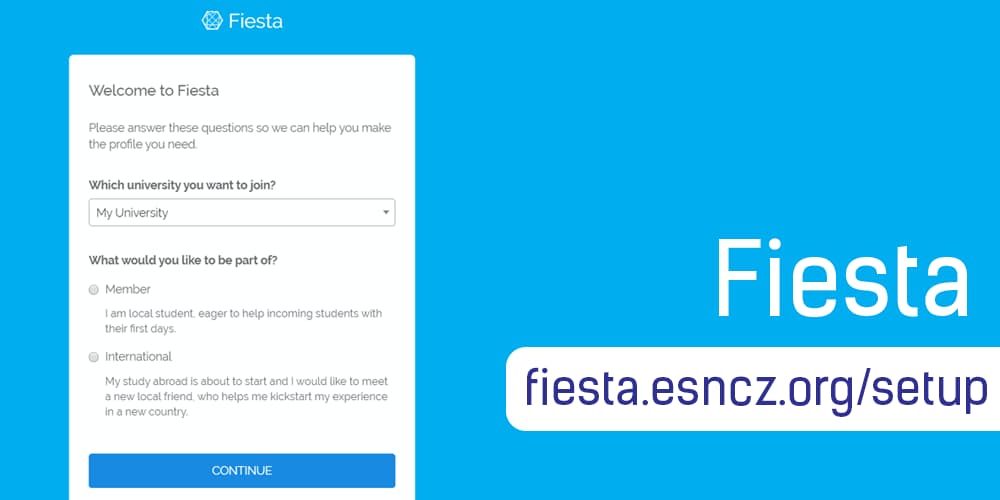 Fiesta
Welcome to Fiesta
Please answer these questions so we can help you make
the profile you need.
Which university you want to join?
My University
What would you like to be part of?
Member
I am local student, eager to help incoming students with
their first days.
International
My study abroad is about to start and I would like to meet
a new local friend, who helps me kickstart my experience
in a new country.
CONTINUE
Fiesta
fiesta.esncz.org/setup